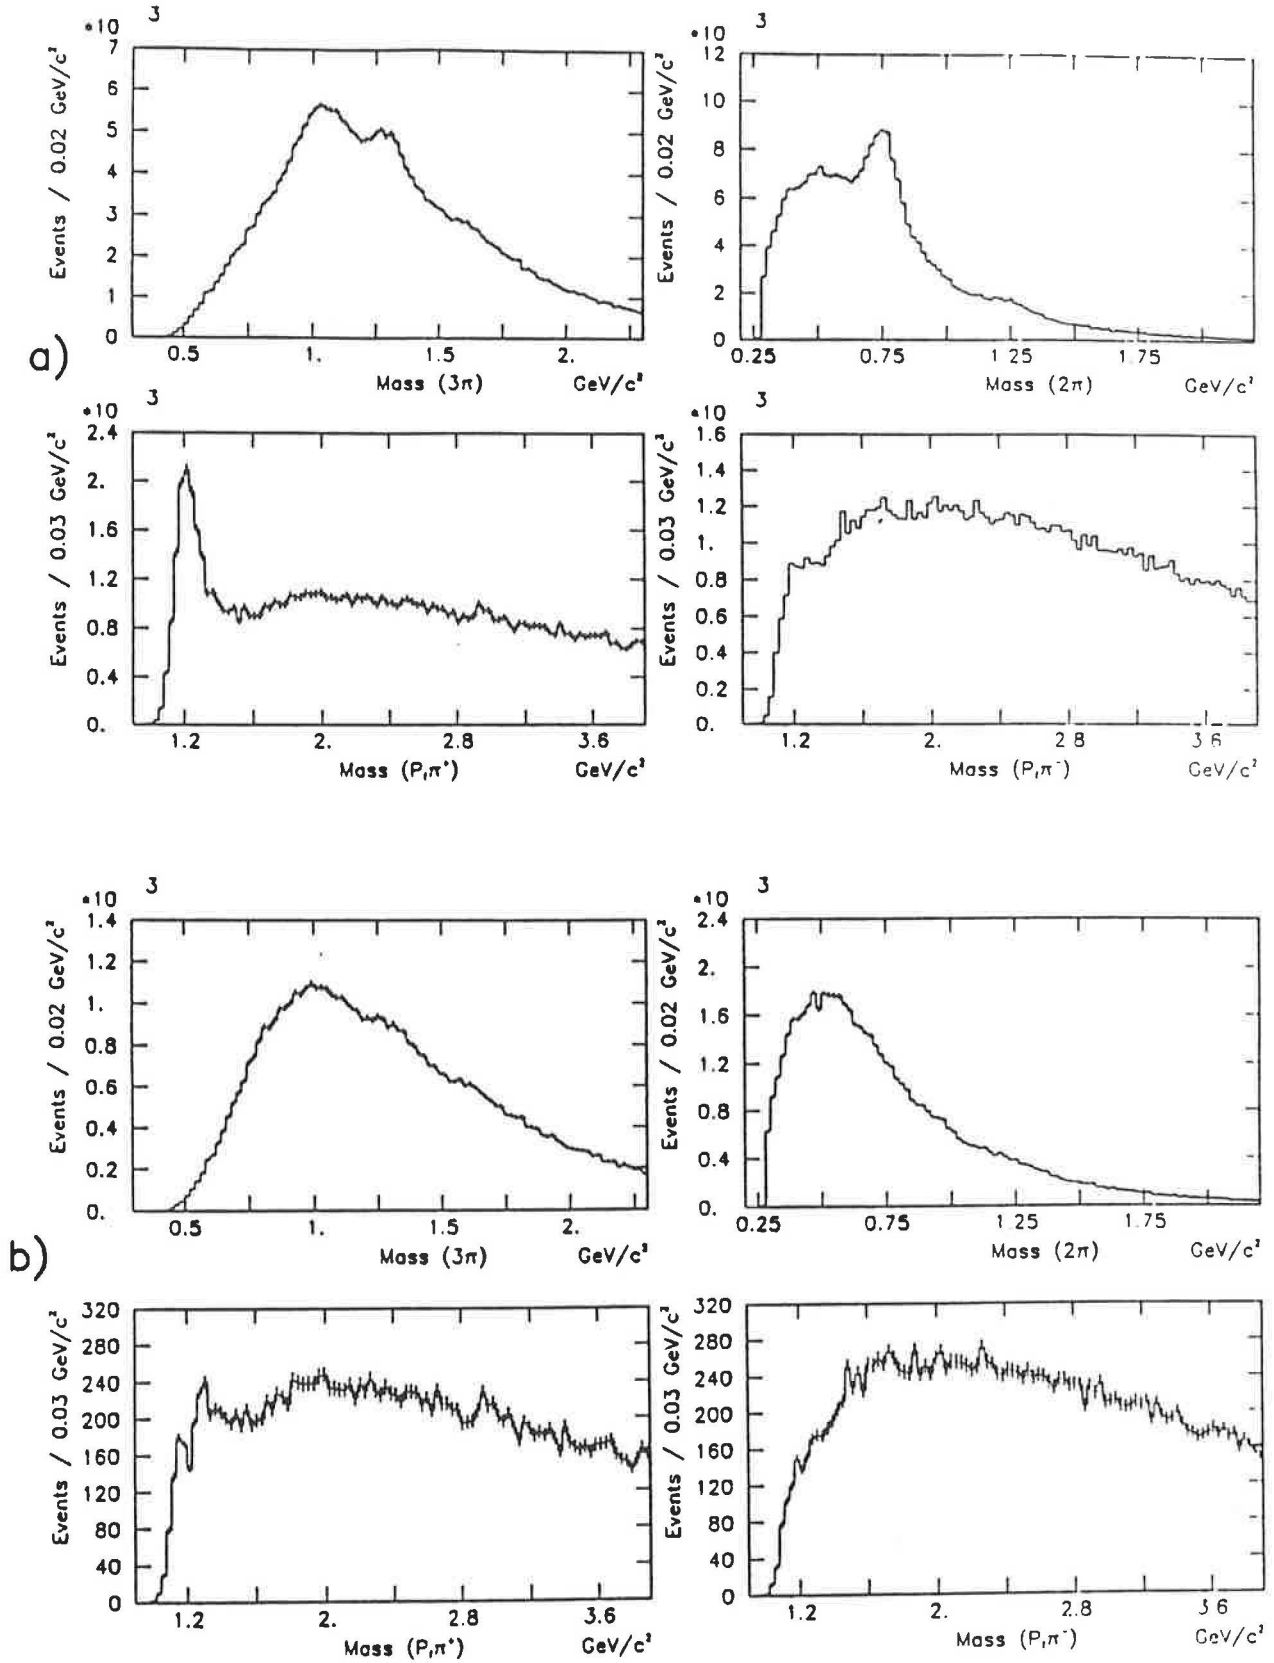 *10 3
Events / 0.02 GeV/c²
7
6
5
4
3
2
1
0
0.5 1. 1.5 2.
Mass (3π) GeV/c²
*10 3
Events / 0.02 GeV/c²
12
10
8
6
4
2
0
0.25 0.75 1 25 1.75
Mass (2π) GeV/c²
a)
*10 3
Events / 0.03 GeV/c²
2.4
2.
1.6
1.2
0.8
0.4
0.
1.2 2. 2.8 3.6
Mass (Pfπ⁺) GeV/c²
*10 3
Events / 0.03 GeV/c²
1.6
1.4
1.2
1.
0.8
0.6
0.4
0.2
0.
1.2 2. 2 8 3 6
Mass (Pfπ⁻) GeV/c²
*10 3
Events / 0.02 GeV/c²
1.4
1.2
1.
0.8
0.6
0.4
0.2
0.
0.5 1. 1.5 2.
Mass (3π) GeV/c²
*10 3
Events / 0.02 GeV/c²
2.4
2.
1.6
1.2
0.8
0.4
0.
0.25 0.75 1.25 1.75
Mass (2π) GeV/c²
b)
Events / 0.03 GeV/c²
320
280
240
200
160
120
80
40
0
1.2 2. 2.8 3.6
Mass (Pfπ⁺) GeV/c²
Events / 0.03 GeV/c²
320
280
240
200
160
120
80
40
0
1.2 2. 2.8 3 6
Mass (Pfπ⁻) GeV/c²